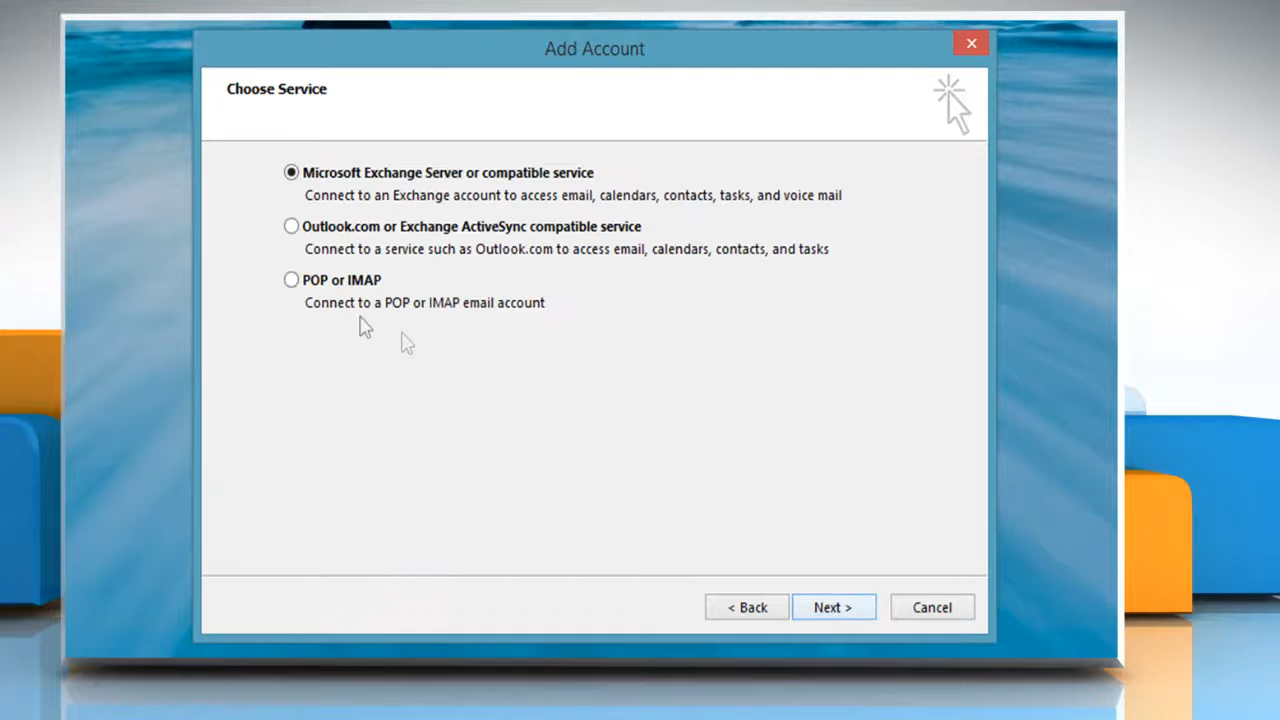 Add Account
Choose Service
Microsoft Exchange Server or compatible service
Connect to an Exchange account to access email, calendars, contacts, tasks, and voice mail
Outlook.com or Exchange ActiveSync compatible service
Connect to a service such as Outlook.com to access email, calendars, contacts, and tasks
POP or IMAP
Connect to a POP or IMAP email account
< Back Next > Cancel